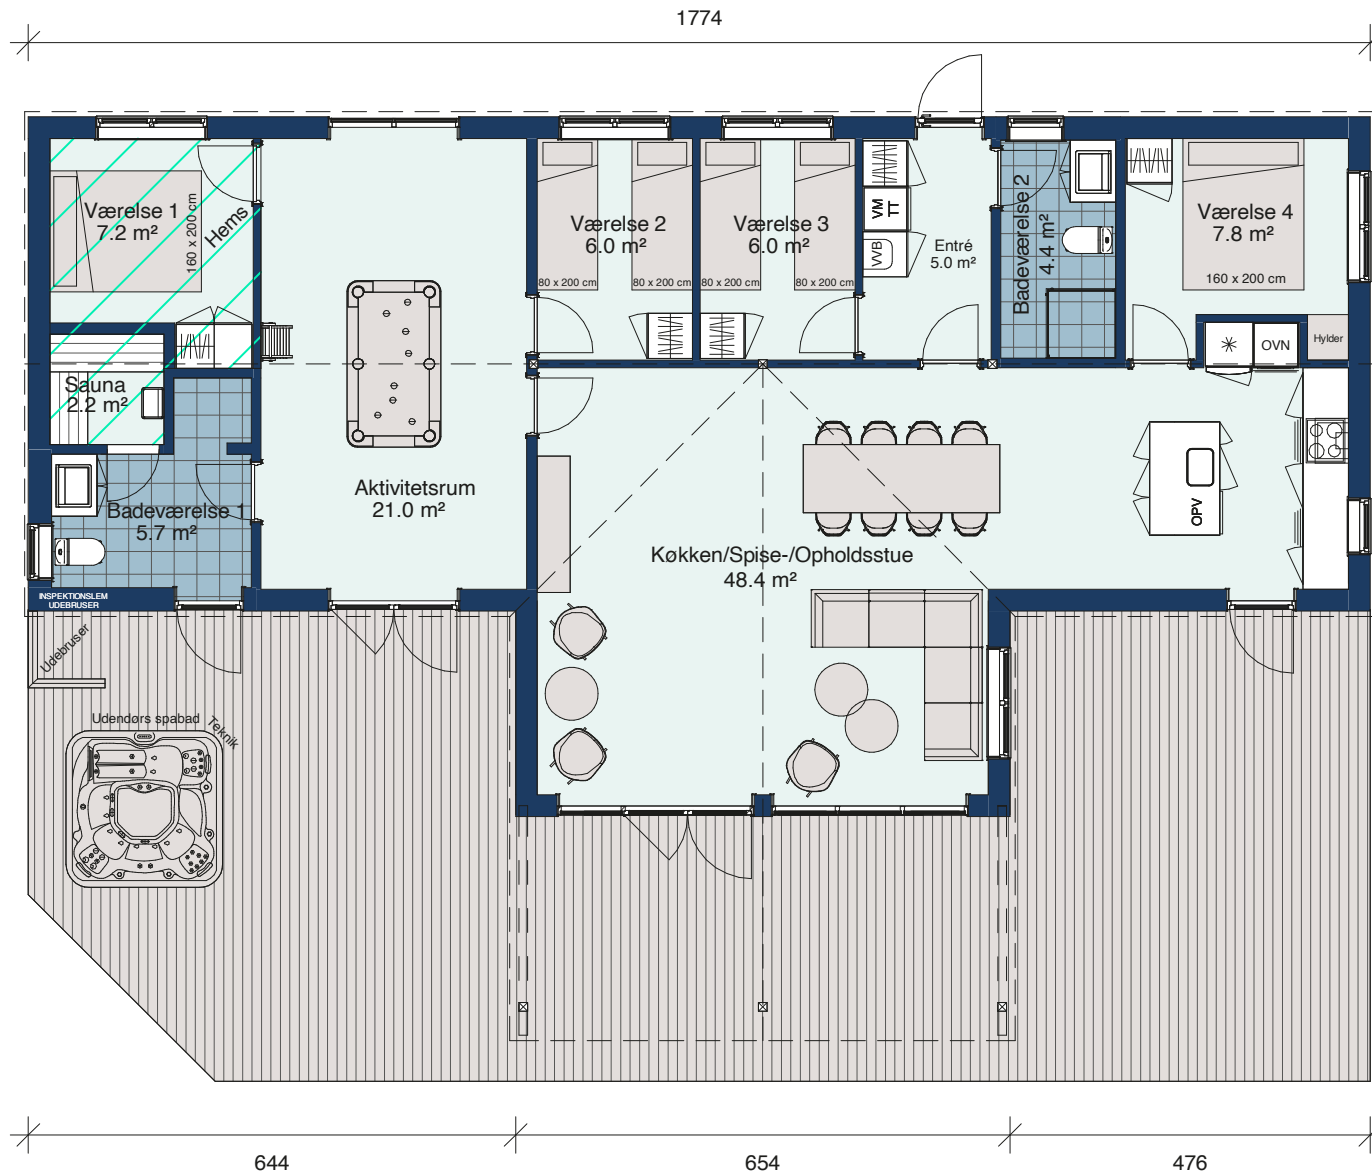 1774
Værelse 1
7.2 m²
160 x 200 cm
Hems
Værelse 2
6.0 m²
80 x 200 cm
80 x 200 cm
Værelse 3
6.0 m²
80 x 200 cm
80 x 200 cm
VM
TT
VVB
Entré
5.0 m²
Badeværelse 2
4.4 m²
Værelse 4
7.8 m²
160 x 200 cm
OVN
Hylder
Sauna
2.2 m²
Badeværelse 1
5.7 m²
Aktivitetsrum
21.0 m²
Køkken/Spise-/Opholdsstue
48.4 m²
OPV
INSPEKTIONSLEM
UDEBRUSER
Udebruser
Udendørs spabad
Teknik
644
654
476